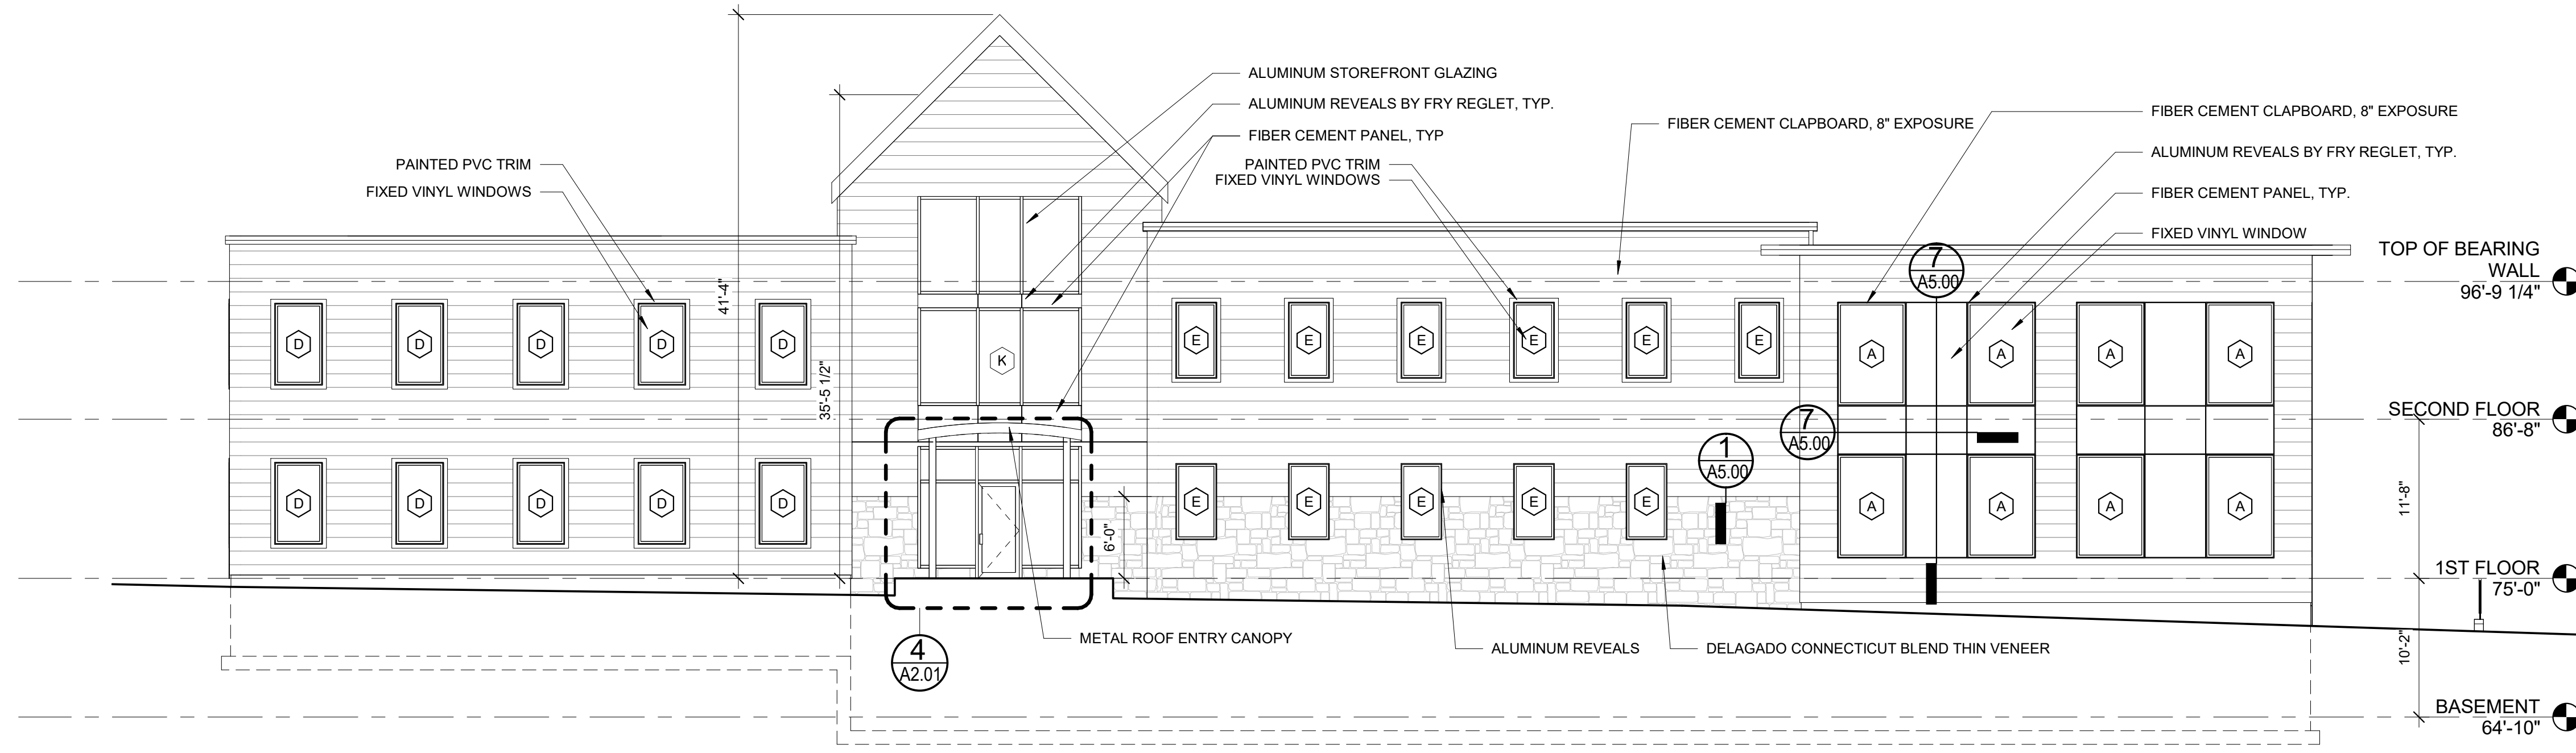 ALUMINUM STOREFRONT GLAZING
ALUMINUM REVEALS BY FRY REGLET, TYP.
FIBER CEMENT PANEL, TYP
FIBER CEMENT CLAPBOARD, 8" EXPOSURE
FIBER CEMENT CLAPBOARD, 8" EXPOSURE
ALUMINUM REVEALS BY FRY REGLET, TYP.
FIBER CEMENT PANEL, TYP.
FIXED VINYL WINDOW
PAINTED PVC TRIM
FIXED VINYL WINDOWS
PAINTED PVC TRIM
FIXED VINYL WINDOWS
TOP OF BEARING
WALL
96'-9 1/4"
41'-4"
35'-5 1/2"
7
A5.00
D D D D D
K
E E E E E E
A A A A
SECOND FLOOR
86'-8"
7
A5.00
1
A5.00
D D D D D
E E E E E
A A A A
6'-0"
11'-8"
1ST FLOOR
75'-0"
10'-2"
METAL ROOF ENTRY CANOPY
4
A2.01
ALUMINUM REVEALS
DELAGADO CONNECTICUT BLEND THIN VENEER
BASEMENT
64'-10"